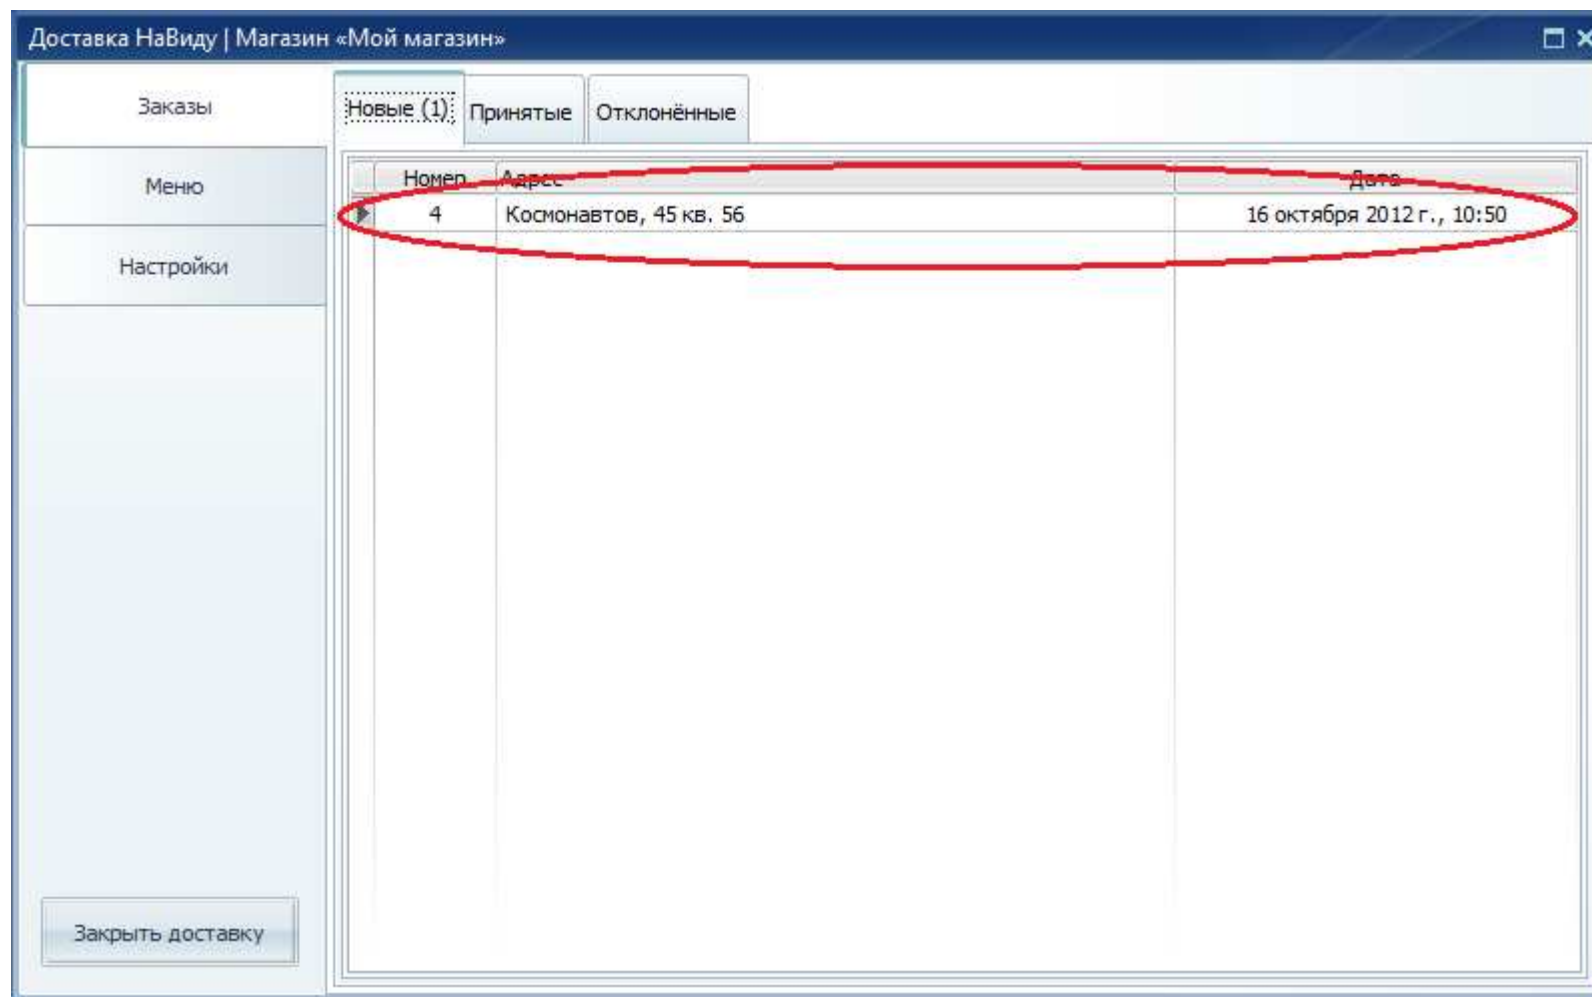 Доставка НаВиду | Магазин «Мой магазин»
Заказы
Новые (1) Принятые Отклонённые
Меню
Номер Адрес Дата
4 Космонавтов, 45 кв. 56 16 октября 2012 г., 10:50
Настройки
Закрыть доставку